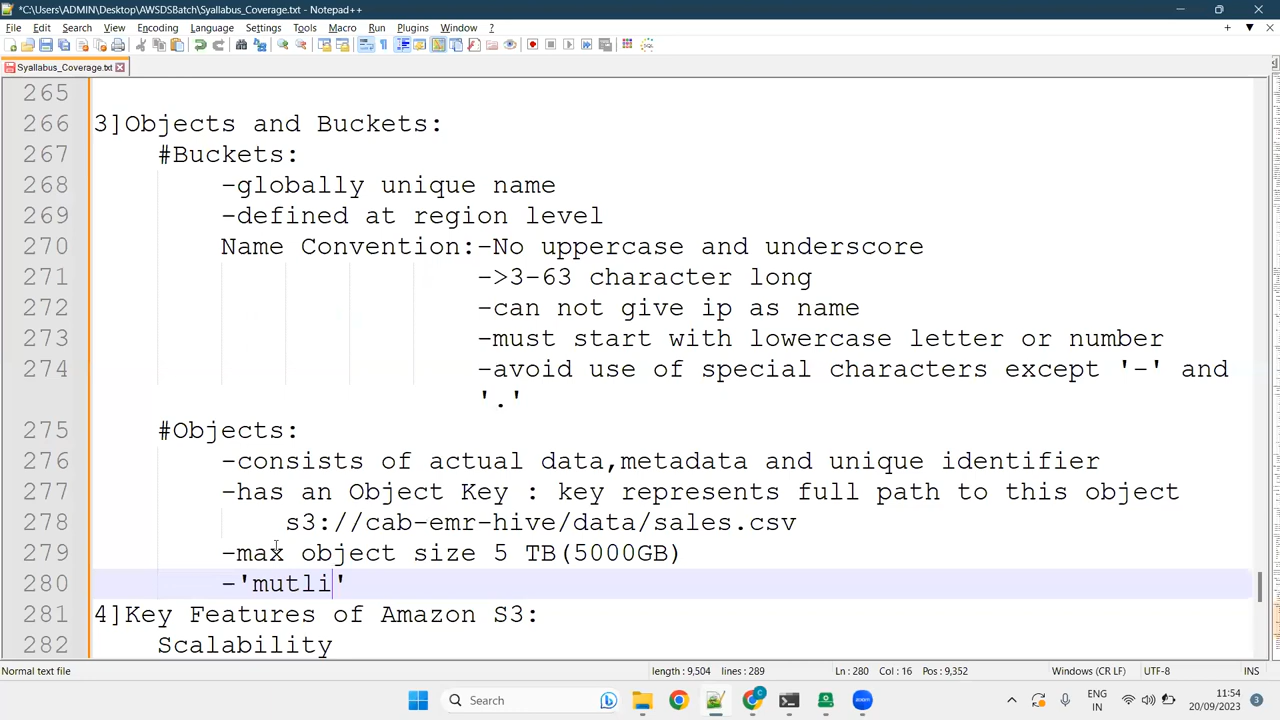 *C:\Users\ADMIN\Desktop\AWSDSBatch\Syallabus_Coverage.txt - Notepad++
File Edit Search View Encoding Language Settings Tools Macro Run Plugins Window ?
Syallabus_Coverage.txt
265
266 3]Objects and Buckets:
267 #Buckets:
268 -globally unique name
269 -defined at region level
270 Name Convention:-No uppercase and underscore
271 ->3-63 character long
272 -can not give ip as name
273 -must start with lowercase letter or number
274 -avoid use of special characters except '-' and
'.'
275 #Objects:
276 -consists of actual data,metadata and unique identifier
277 -has an Object Key : key represents full path to this object
278 s3://cab-emr-hive/data/sales.csv
279 -max object size 5 TB(5000GB)
280 -'mutli'
281 4]Key Features of Amazon S3:
282 Scalability
Normal text file length : 9,504 lines : 289 Ln : 280 Col : 16 Pos : 9,352 Windows (CR LF) UTF-8 INS
Search
ENG
IN
11:54
20/09/2023
3
zoom